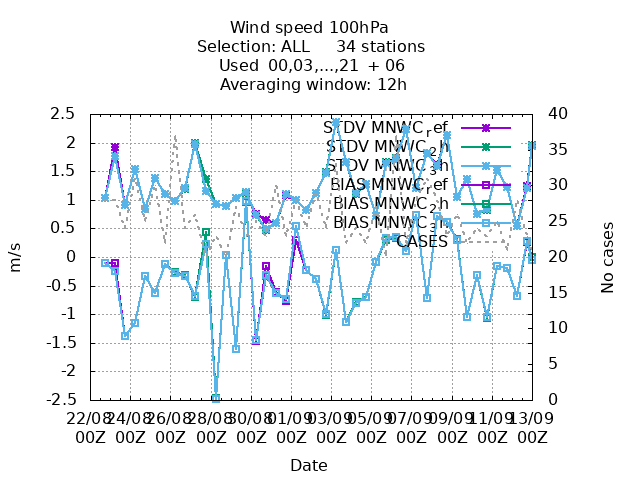 Wind speed 100hPa
Selection: ALL 34 stations
Used 00,03,...,21 + 06
Averaging window: 12h
2.5
2
1.5
1
0.5
0
-0.5
-1
-1.5
-2
-2.5
m/s
STDV MNWC_ref
STDV MNWC_2h
STDV MNWC_3h
BIAS MNWC_ref
BIAS MNWC_2h
BIAS MNWC_3h
CASES
40
35
30
25
20
15
10
5
0
No cases
22/08 24/08 26/08 28/08 30/08 01/09 03/09 05/09 07/09 09/09 11/09 13/09
00Z 00Z 00Z 00Z 00Z 00Z 00Z 00Z 00Z 00Z 00Z 00Z
Date